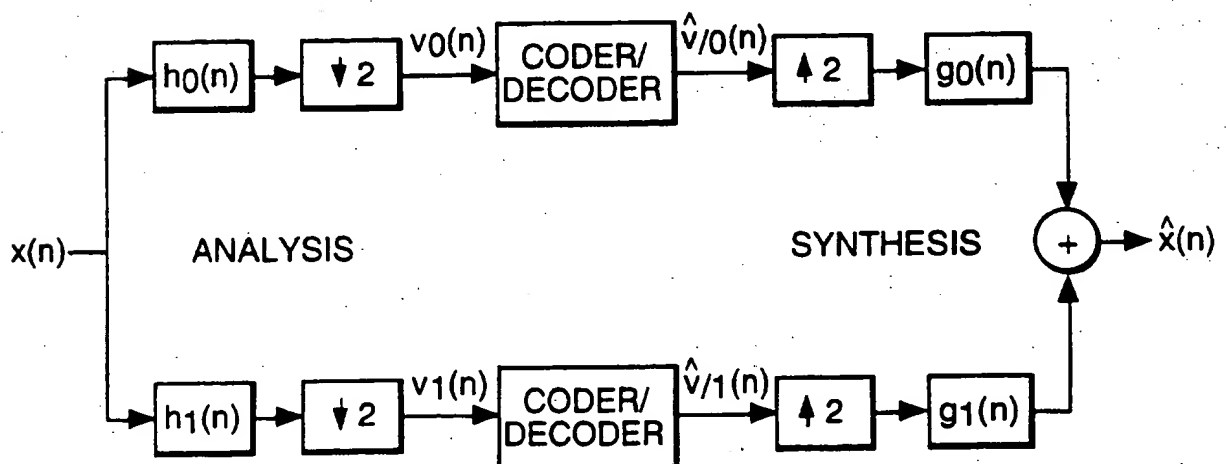 h0(n) ↓ 2 v0(n) CODER/ DECODER v̂/0(n) ↑ 2 g0(n)
x(n) ANALYSIS SYNTHESIS + x̂(n)
h1(n) ↓ 2 v1(n) CODER/ DECODER v̂/1(n) ↑ 2 g1(n)